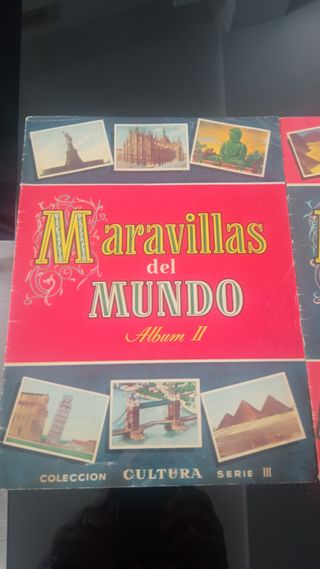 Maravillas
del
MUNDO
Album II
COLECCION CULTURA SERIE III